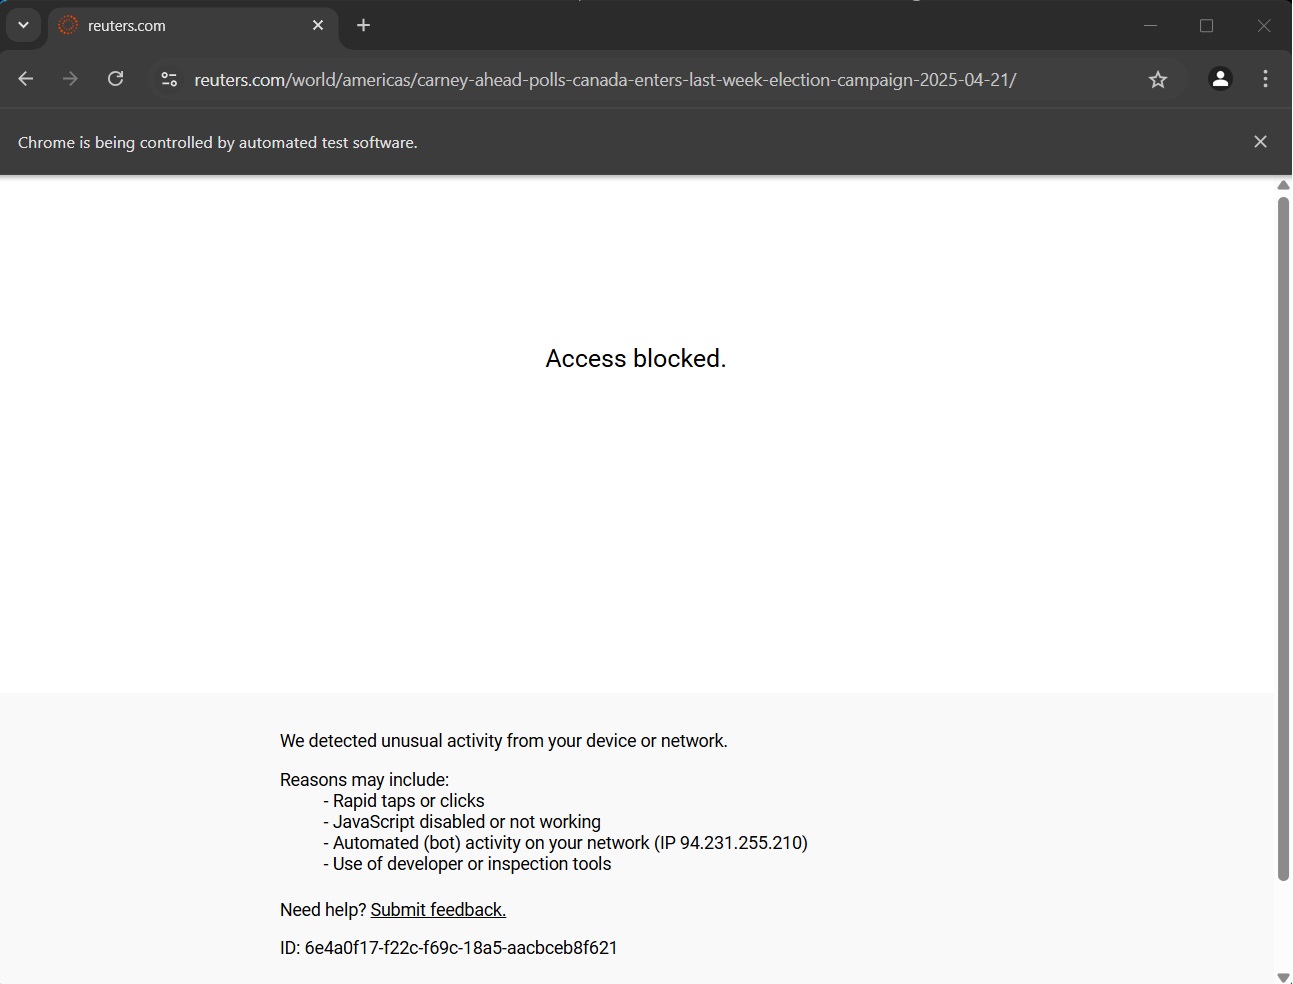 reuters.com
reuters.com/world/americas/carney-ahead-polls-canada-enters-last-week-election-campaign-2025-04-21/
Chrome is being controlled by automated test software.
Access blocked.
We detected unusual activity from your device or network.
Reasons may include:
- Rapid taps or clicks
- JavaScript disabled or not working
- Automated (bot) activity on your network (IP 94.231.255.210)
- Use of developer or inspection tools
Need help? Submit feedback.
ID: 6e4a0f17-f22c-f69c-18a5-aacbceb8f621